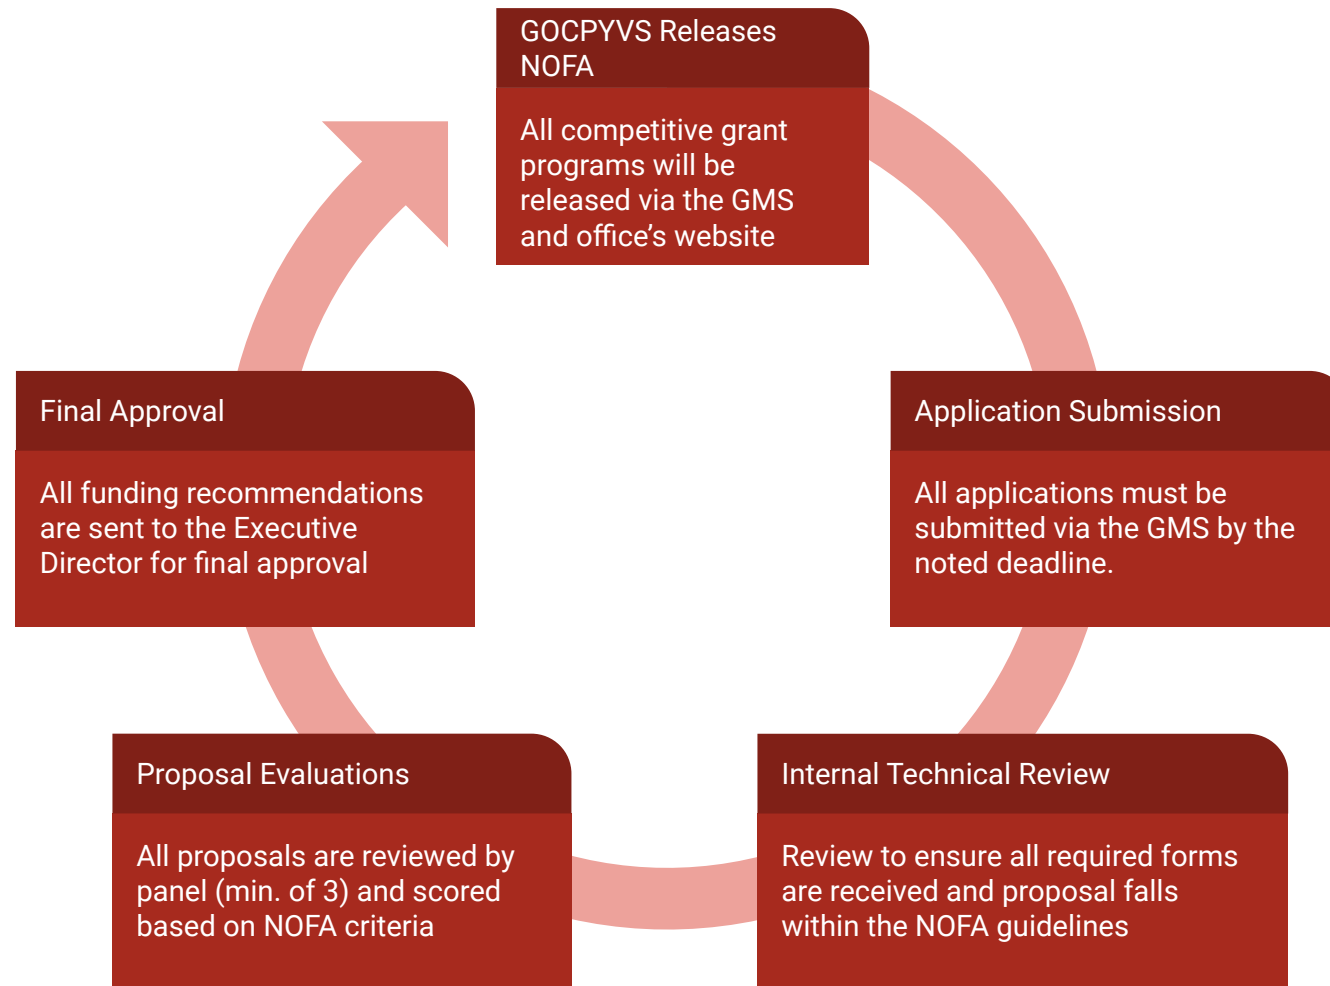 GOCPYVS Releases
NOFA
All competitive grant
programs will be
released via the GMS
and office’s website
Application Submission
All applications must be
submitted via the GMS by the
noted deadline.
Internal Technical Review
Review to ensure all required forms
are received and proposal falls
within the NOFA guidelines
Proposal Evaluations
All proposals are reviewed by
panel (min. of 3) and scored
based on NOFA criteria
Final Approval
All funding recommendations
are sent to the Executive
Director for final approval